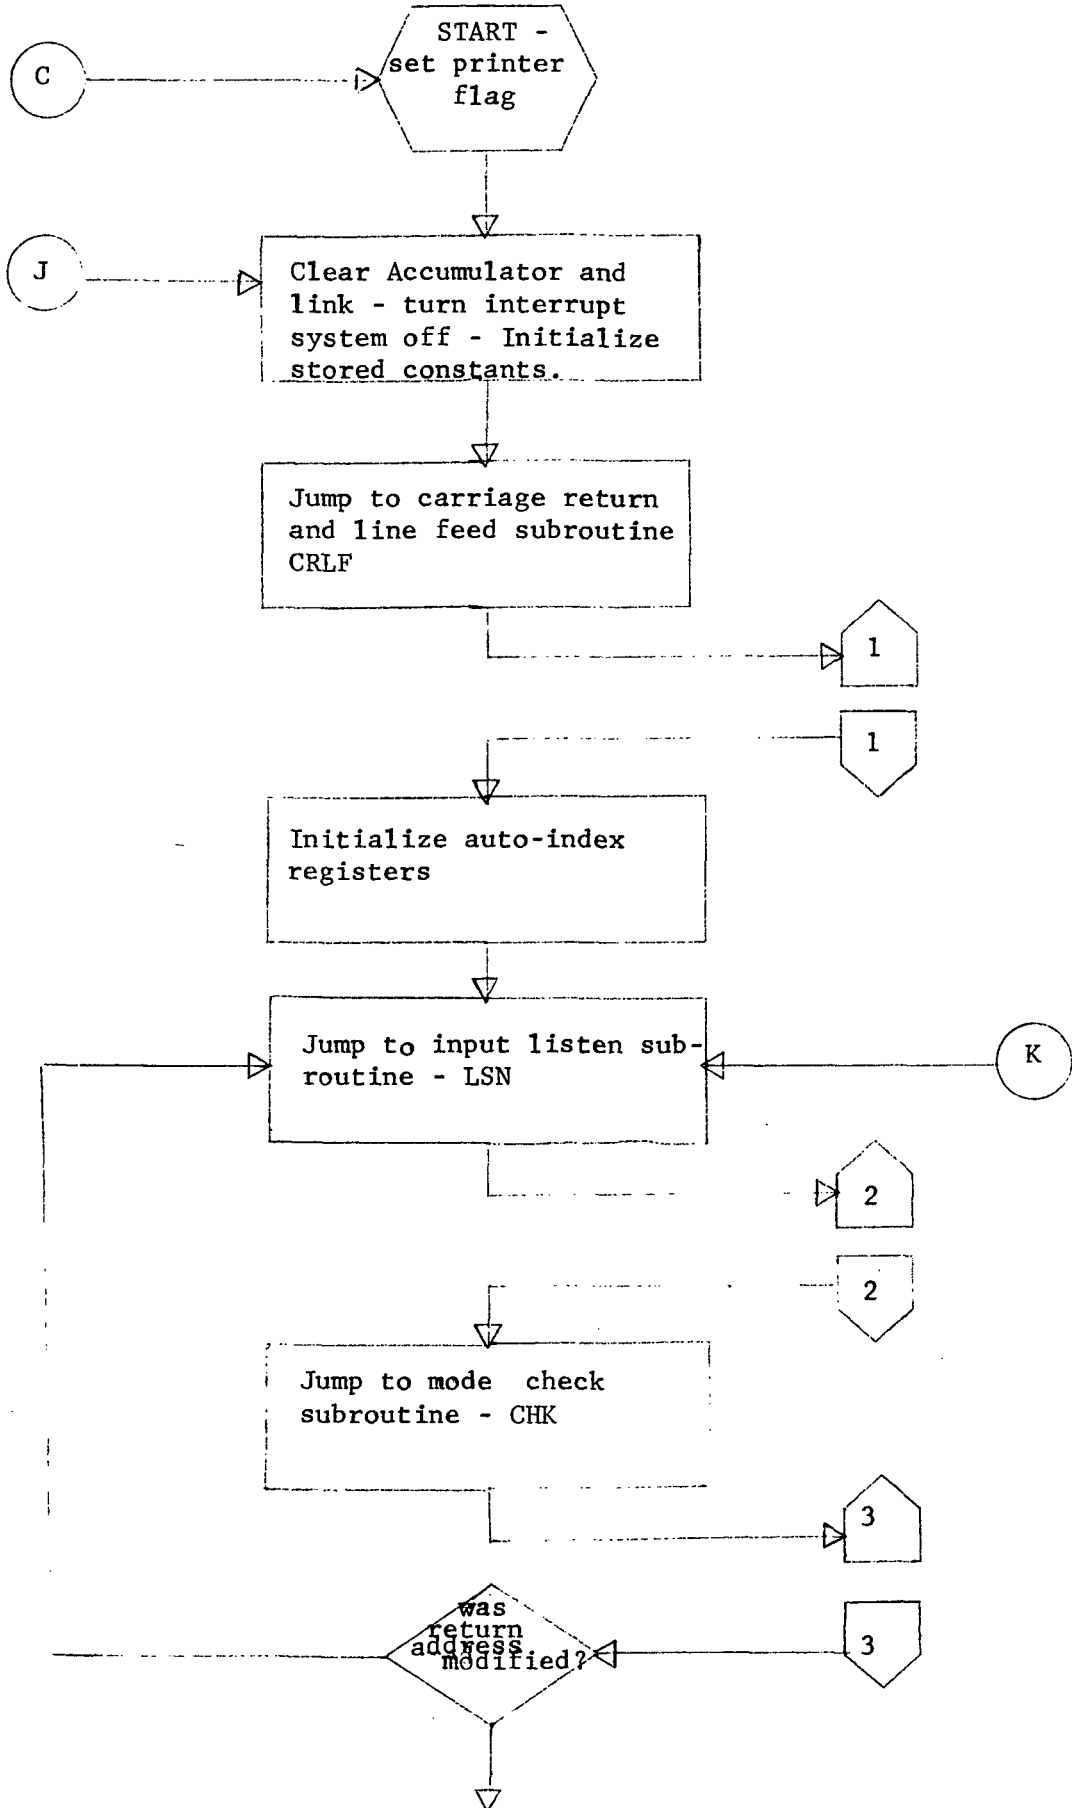 START -
set printer
flag
C
J
Clear Accumulator and
link - turn interrupt
system off - Initialize
stored constants.
Jump to carriage return
and line feed subroutine
CRLF
1
1
Initialize auto-index
registers
Jump to input listen sub-
routine - LSN
K
2
2
Jump to mode check
subroutine - CHK
3
was
return
address
modified?
3